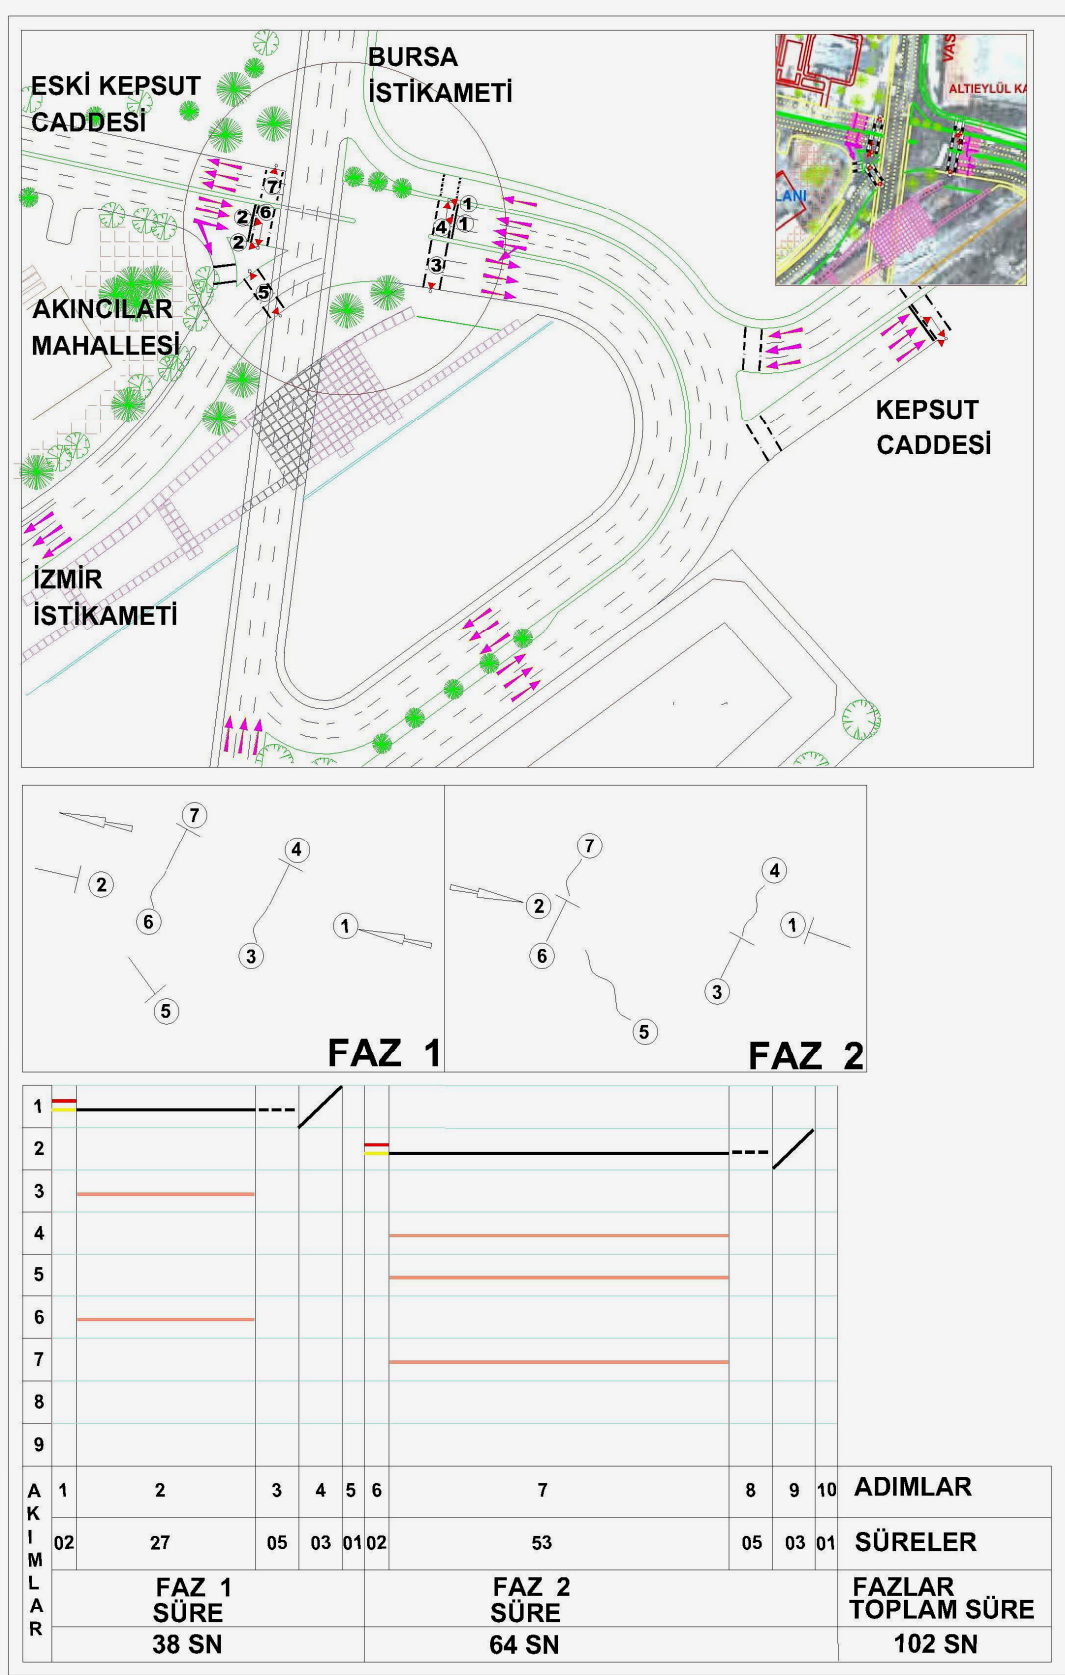 BURSA
İSTİKAMETİ
ESKİ KEPSUT
CADDESİ
ALTIEYLÜL KA
VAS
LANI
7
6
2
2
5
1
1
4
3
AKINCILAR
MAHALLESİ
KEPSUT
CADDESİ
İZMİR
İSTİKAMETİ
7
4
2
6
1
3
5
FAZ 1
7
4
2
1
6
3
5
FAZ 2
1
2
3
4
5
6
7
8
9
AKIMLAR
1 2 3 4 5 6 7 8 9 10 ADIMLAR
02 27 05 03 01 02 53 05 03 01 SÜRELER
FAZ 1
SÜRE
FAZ 2
SÜRE
FAZLAR
TOPLAM SÜRE
38 SN 64 SN 102 SN